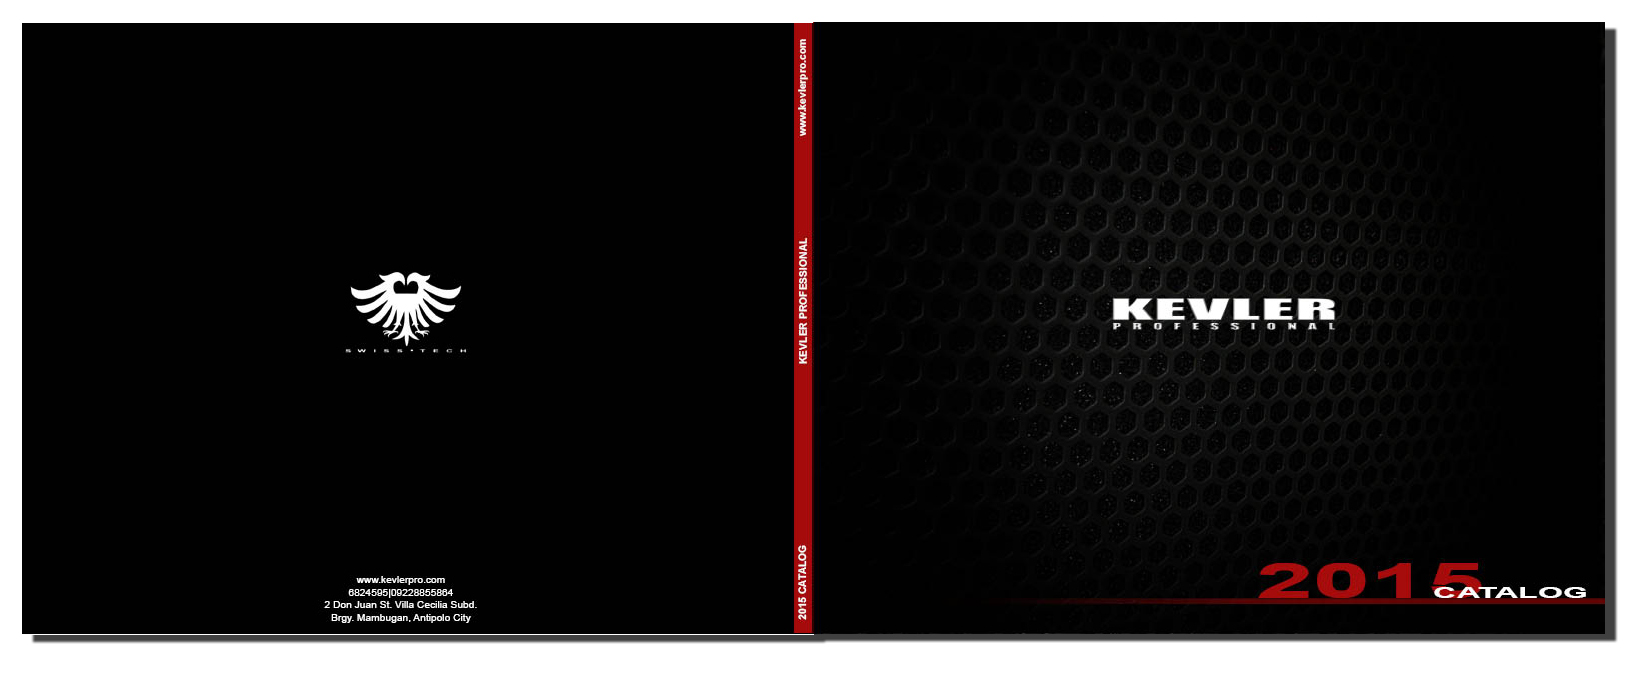 SWISS•TECH
www.kevlerpro.com
6824595|09228855864
2 Don Juan St. Villa Cecilia Subd.
Brgy. Mambugan, Antipolo City
www.kevlerpro.com
KEVLER PROFESSIONAL
2015 CATALOG
KEVLER
PROFESSIONAL
2015
CATALOG